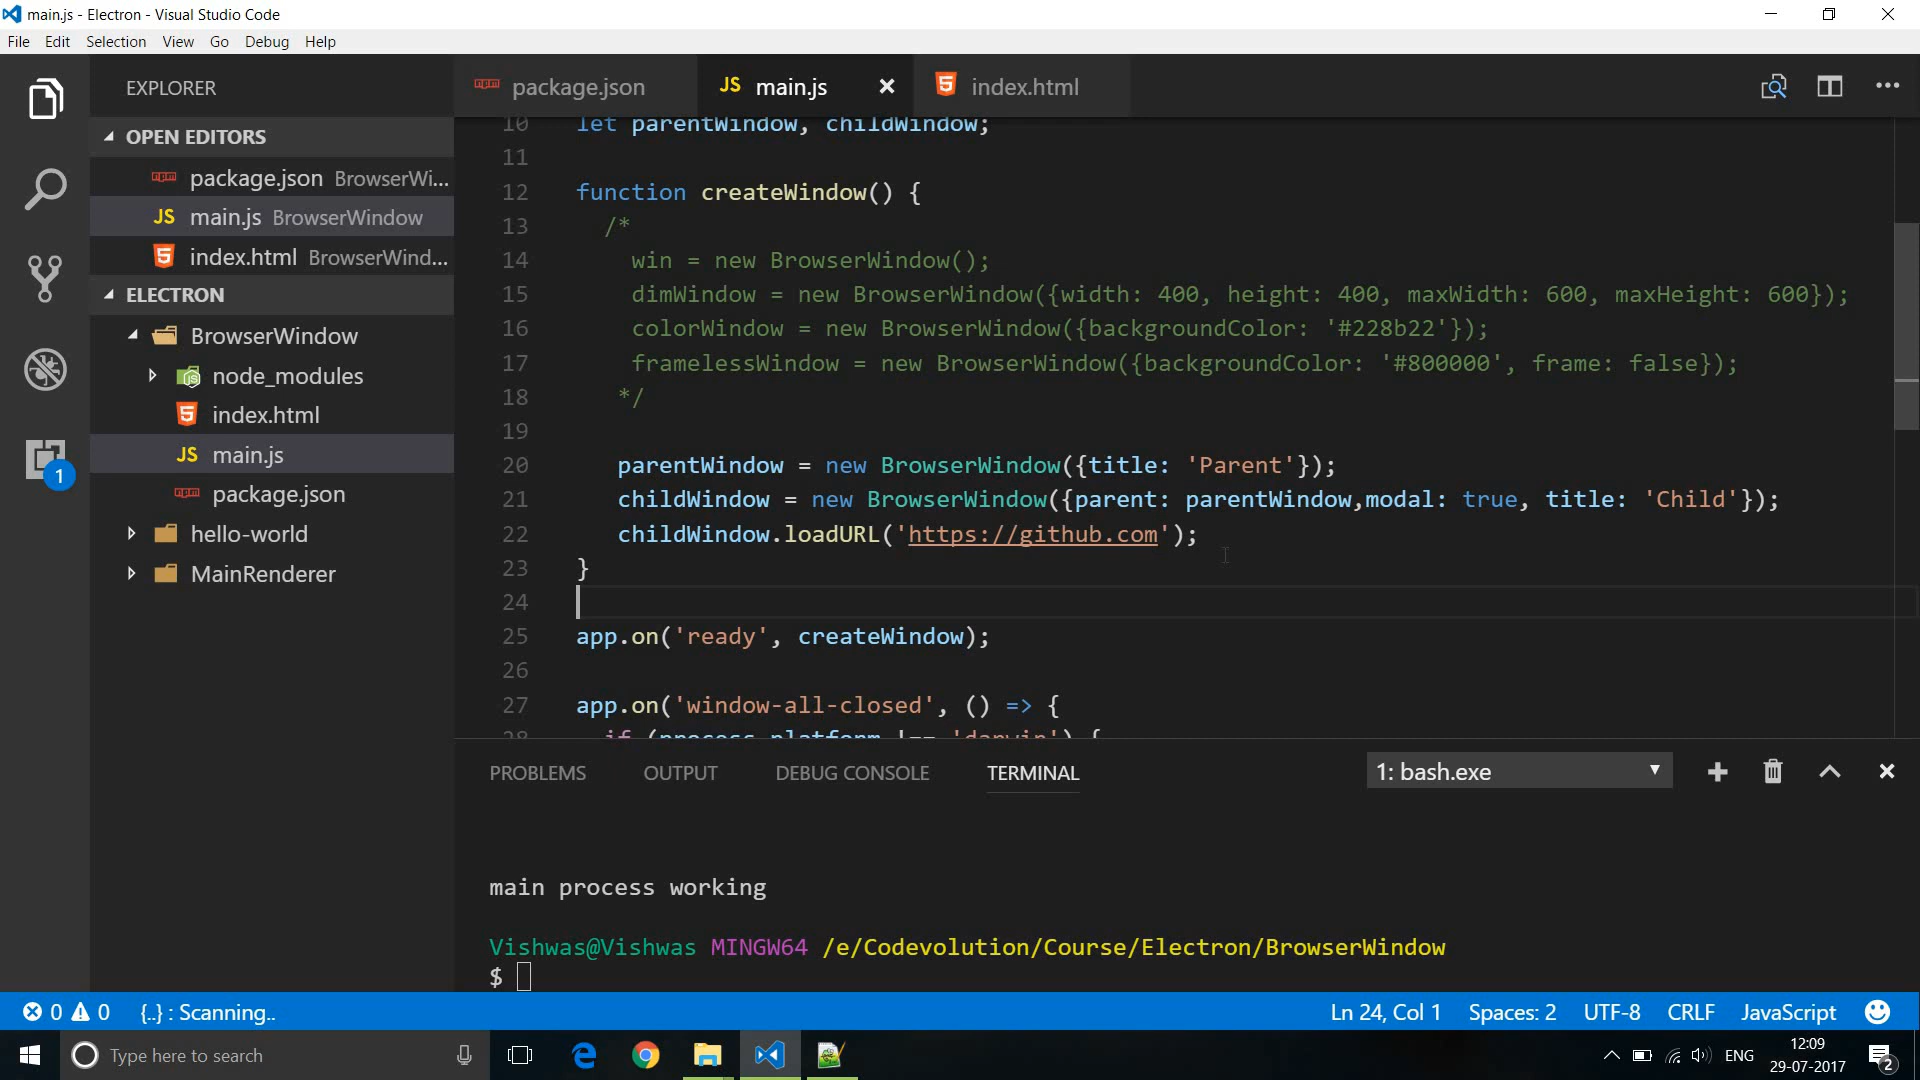 main.js - Electron - Visual Studio Code
File Edit Selection View Go Debug Help
EXPLORER
OPEN EDITORS
package.json BrowserWi...
JS main.js BrowserWindow
index.html BrowserWind...
ELECTRON
BrowserWindow
node_modules
index.html
JS main.js
package.json
hello-world
MainRenderer
1
package.json JS main.js index.html
10 let parentWindow, childWindow;
11
12 function createWindow() {
13 /*
14 win = new BrowserWindow();
15 dimWindow = new BrowserWindow({width: 400, height: 400, maxWidth: 600, maxHeight: 600});
16 colorWindow = new BrowserWindow({backgroundColor: '#228b22'});
17 framelessWindow = new BrowserWindow({backgroundColor: '#800000', frame: false});
18 */
19
20 parentWindow = new BrowserWindow({title: 'Parent'});
21 childWindow = new BrowserWindow({parent: parentWindow,modal: true, title: 'Child'});
22 childWindow.loadURL('https://github.com');
23 }
24
25 app.on('ready', createWindow);
26
27 app.on('window-all-closed', () => {
28 if (process.platform !== 'darwin') {
PROBLEMS OUTPUT DEBUG CONSOLE TERMINAL 1: bash.exe
main process working
Vishwas@Vishwas MINGW64 /e/Codevolution/Course/Electron/BrowserWindow
$
0 0 {..} : Scanning.. Ln 24, Col 1 Spaces: 2 UTF-8 CRLF JavaScript
Type here to search ENG 12:09
29-07-2017
2